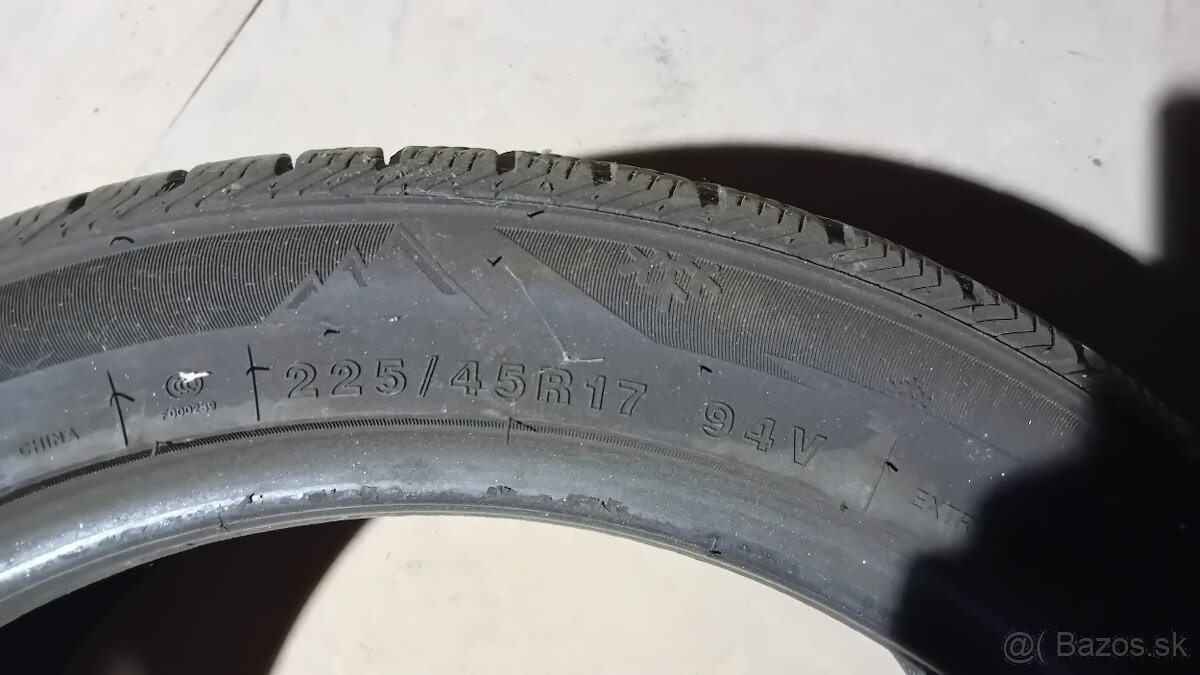 CHINA
225/45R17 94V
@( Bazos.sk